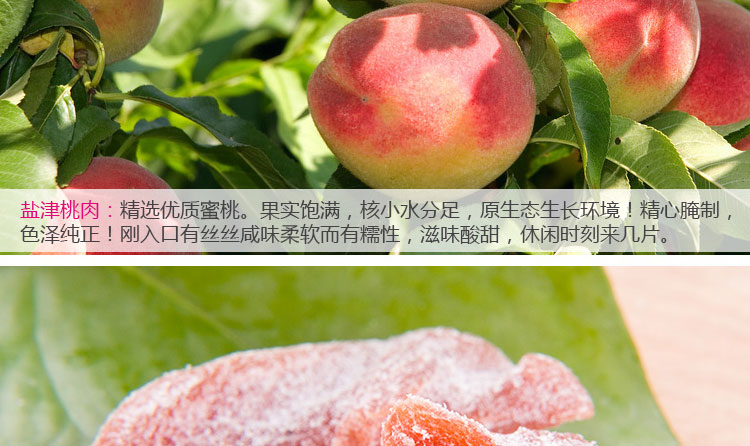 盐津桃肉：精选优质蜜桃。果实饱满，核小水分足，原生态生长环境！精心腌制，
色泽纯正！刚入口有丝丝咸味柔软而有糯性，滋味酸甜，休闲时刻来几片。